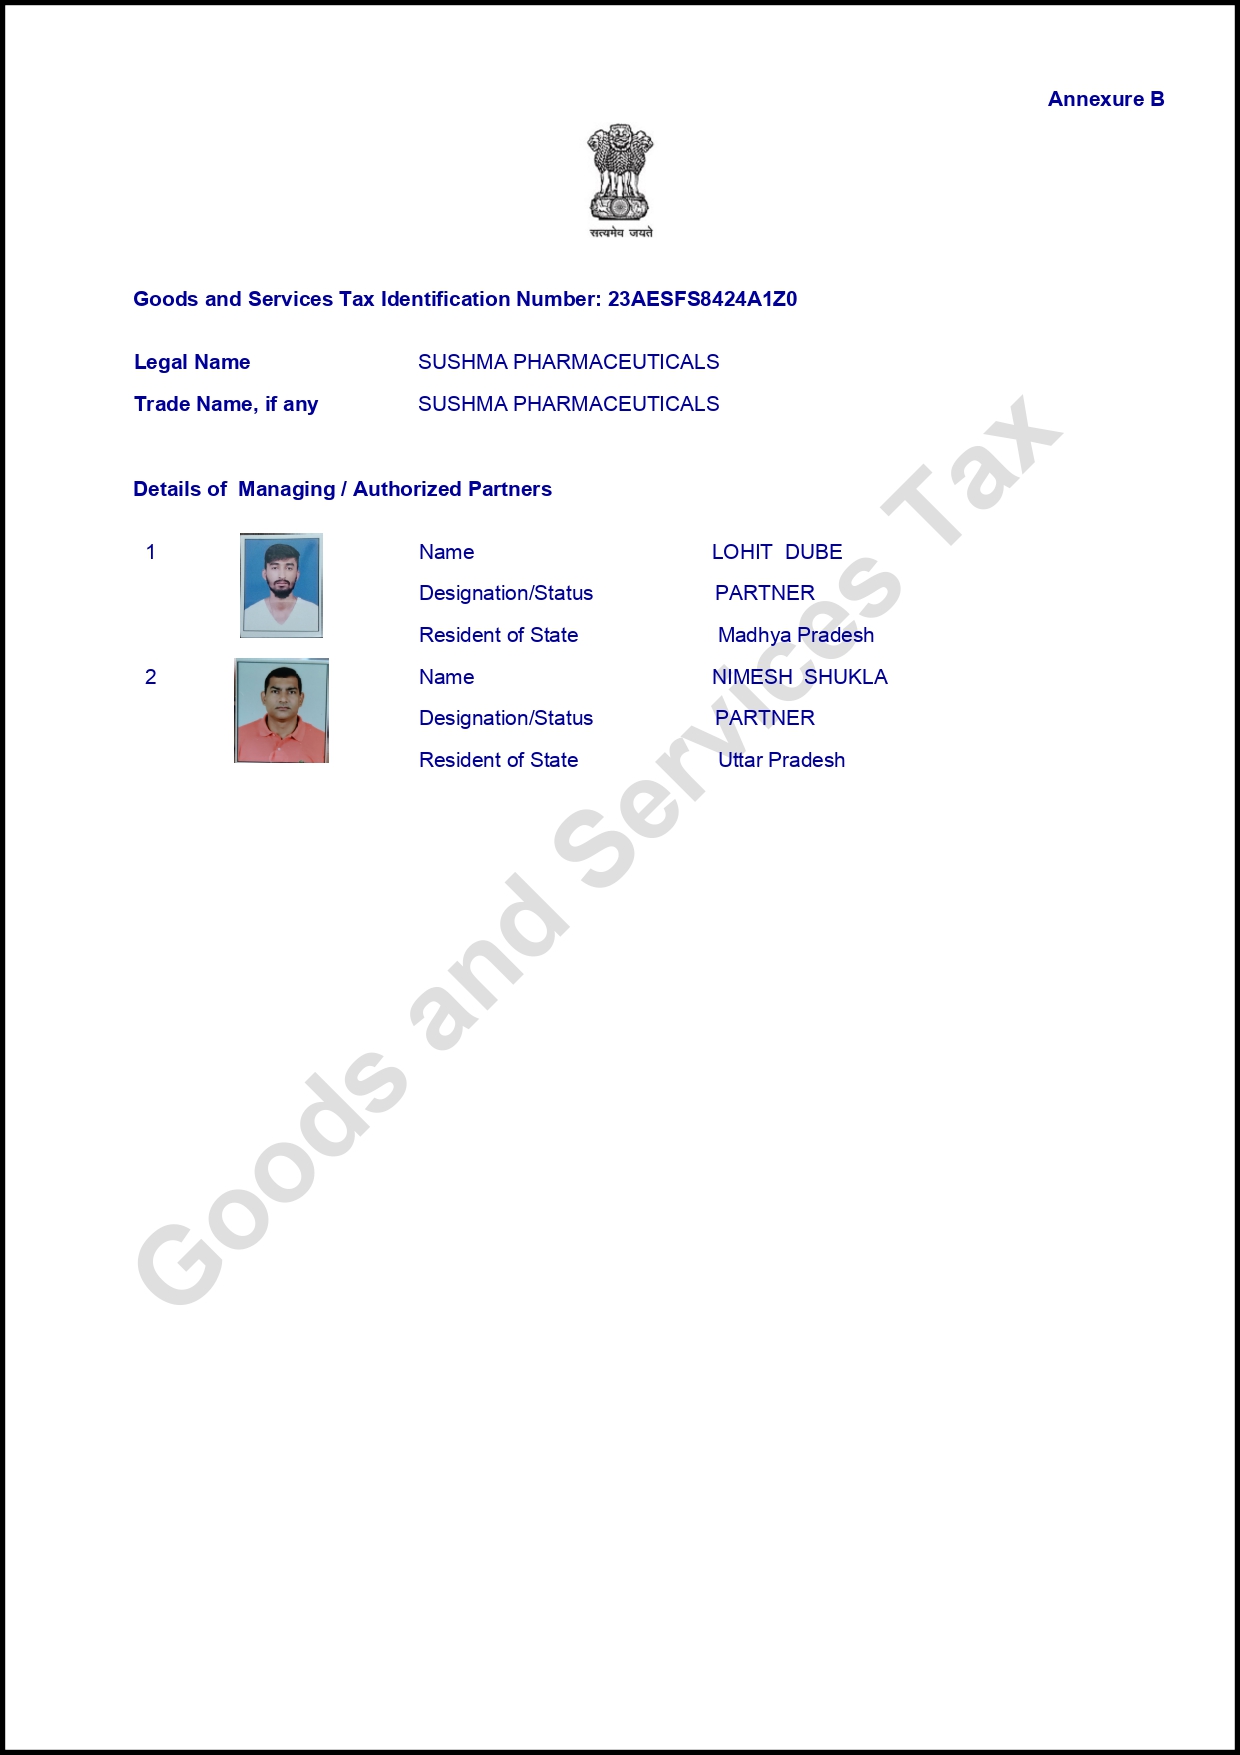 Annexure B
सत्यमेव जयते
Goods and Services Tax Identification Number: 23AESFS8424A1Z0
Legal Name SUSHMA PHARMACEUTICALS
Trade Name, if any SUSHMA PHARMACEUTICALS
Details of Managing / Authorized Partners
1 Name LOHIT DUBE
Designation/Status PARTNER
Resident of State Madhya Pradesh
2 Name NIMESH SHUKLA
Designation/Status PARTNER
Resident of State Uttar Pradesh
Goods and Services Tax